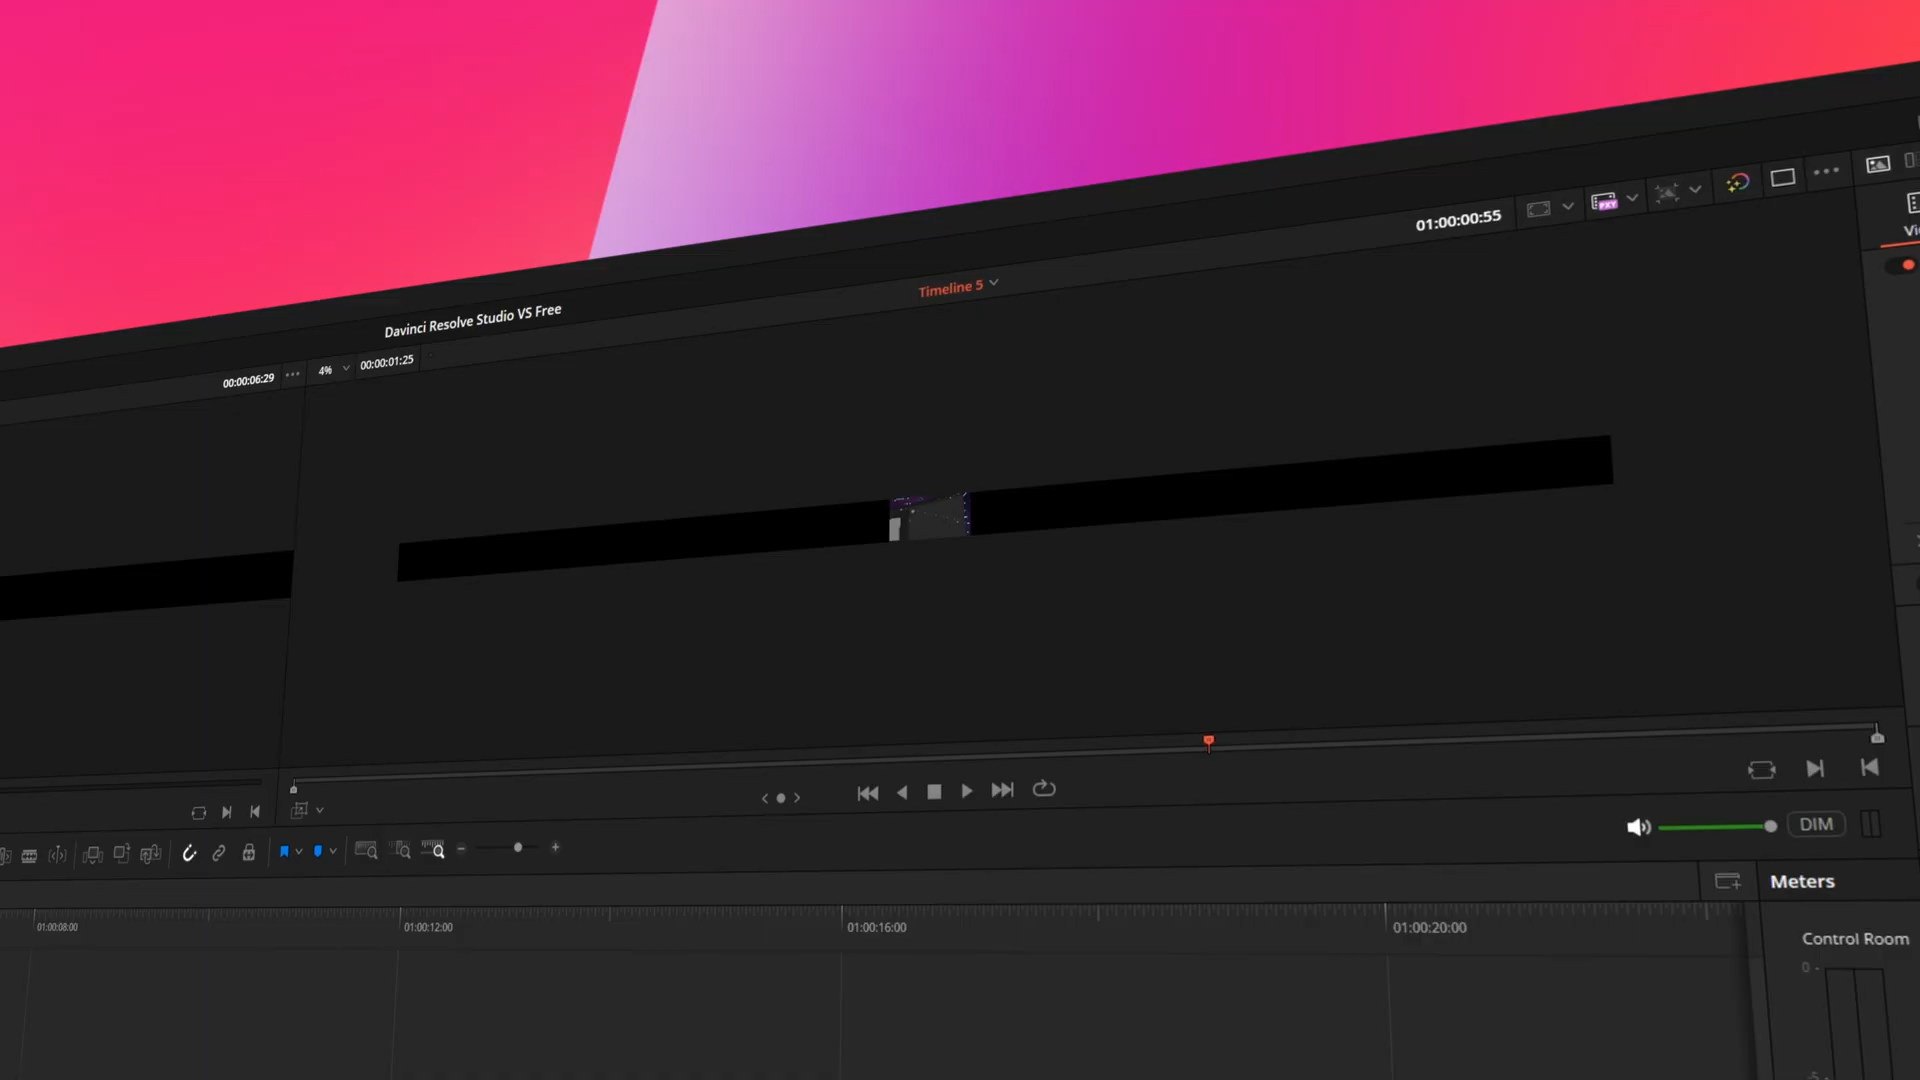 01:00:00:55
PXY
Timeline 5
Davinci Resolve Studio VS Free
00:00:06:29
4%
00:00:01:25
DIM
Meters
01:00:08:00
01:00:12:00
01:00:16:00
01:00:20:00
Control Room
0